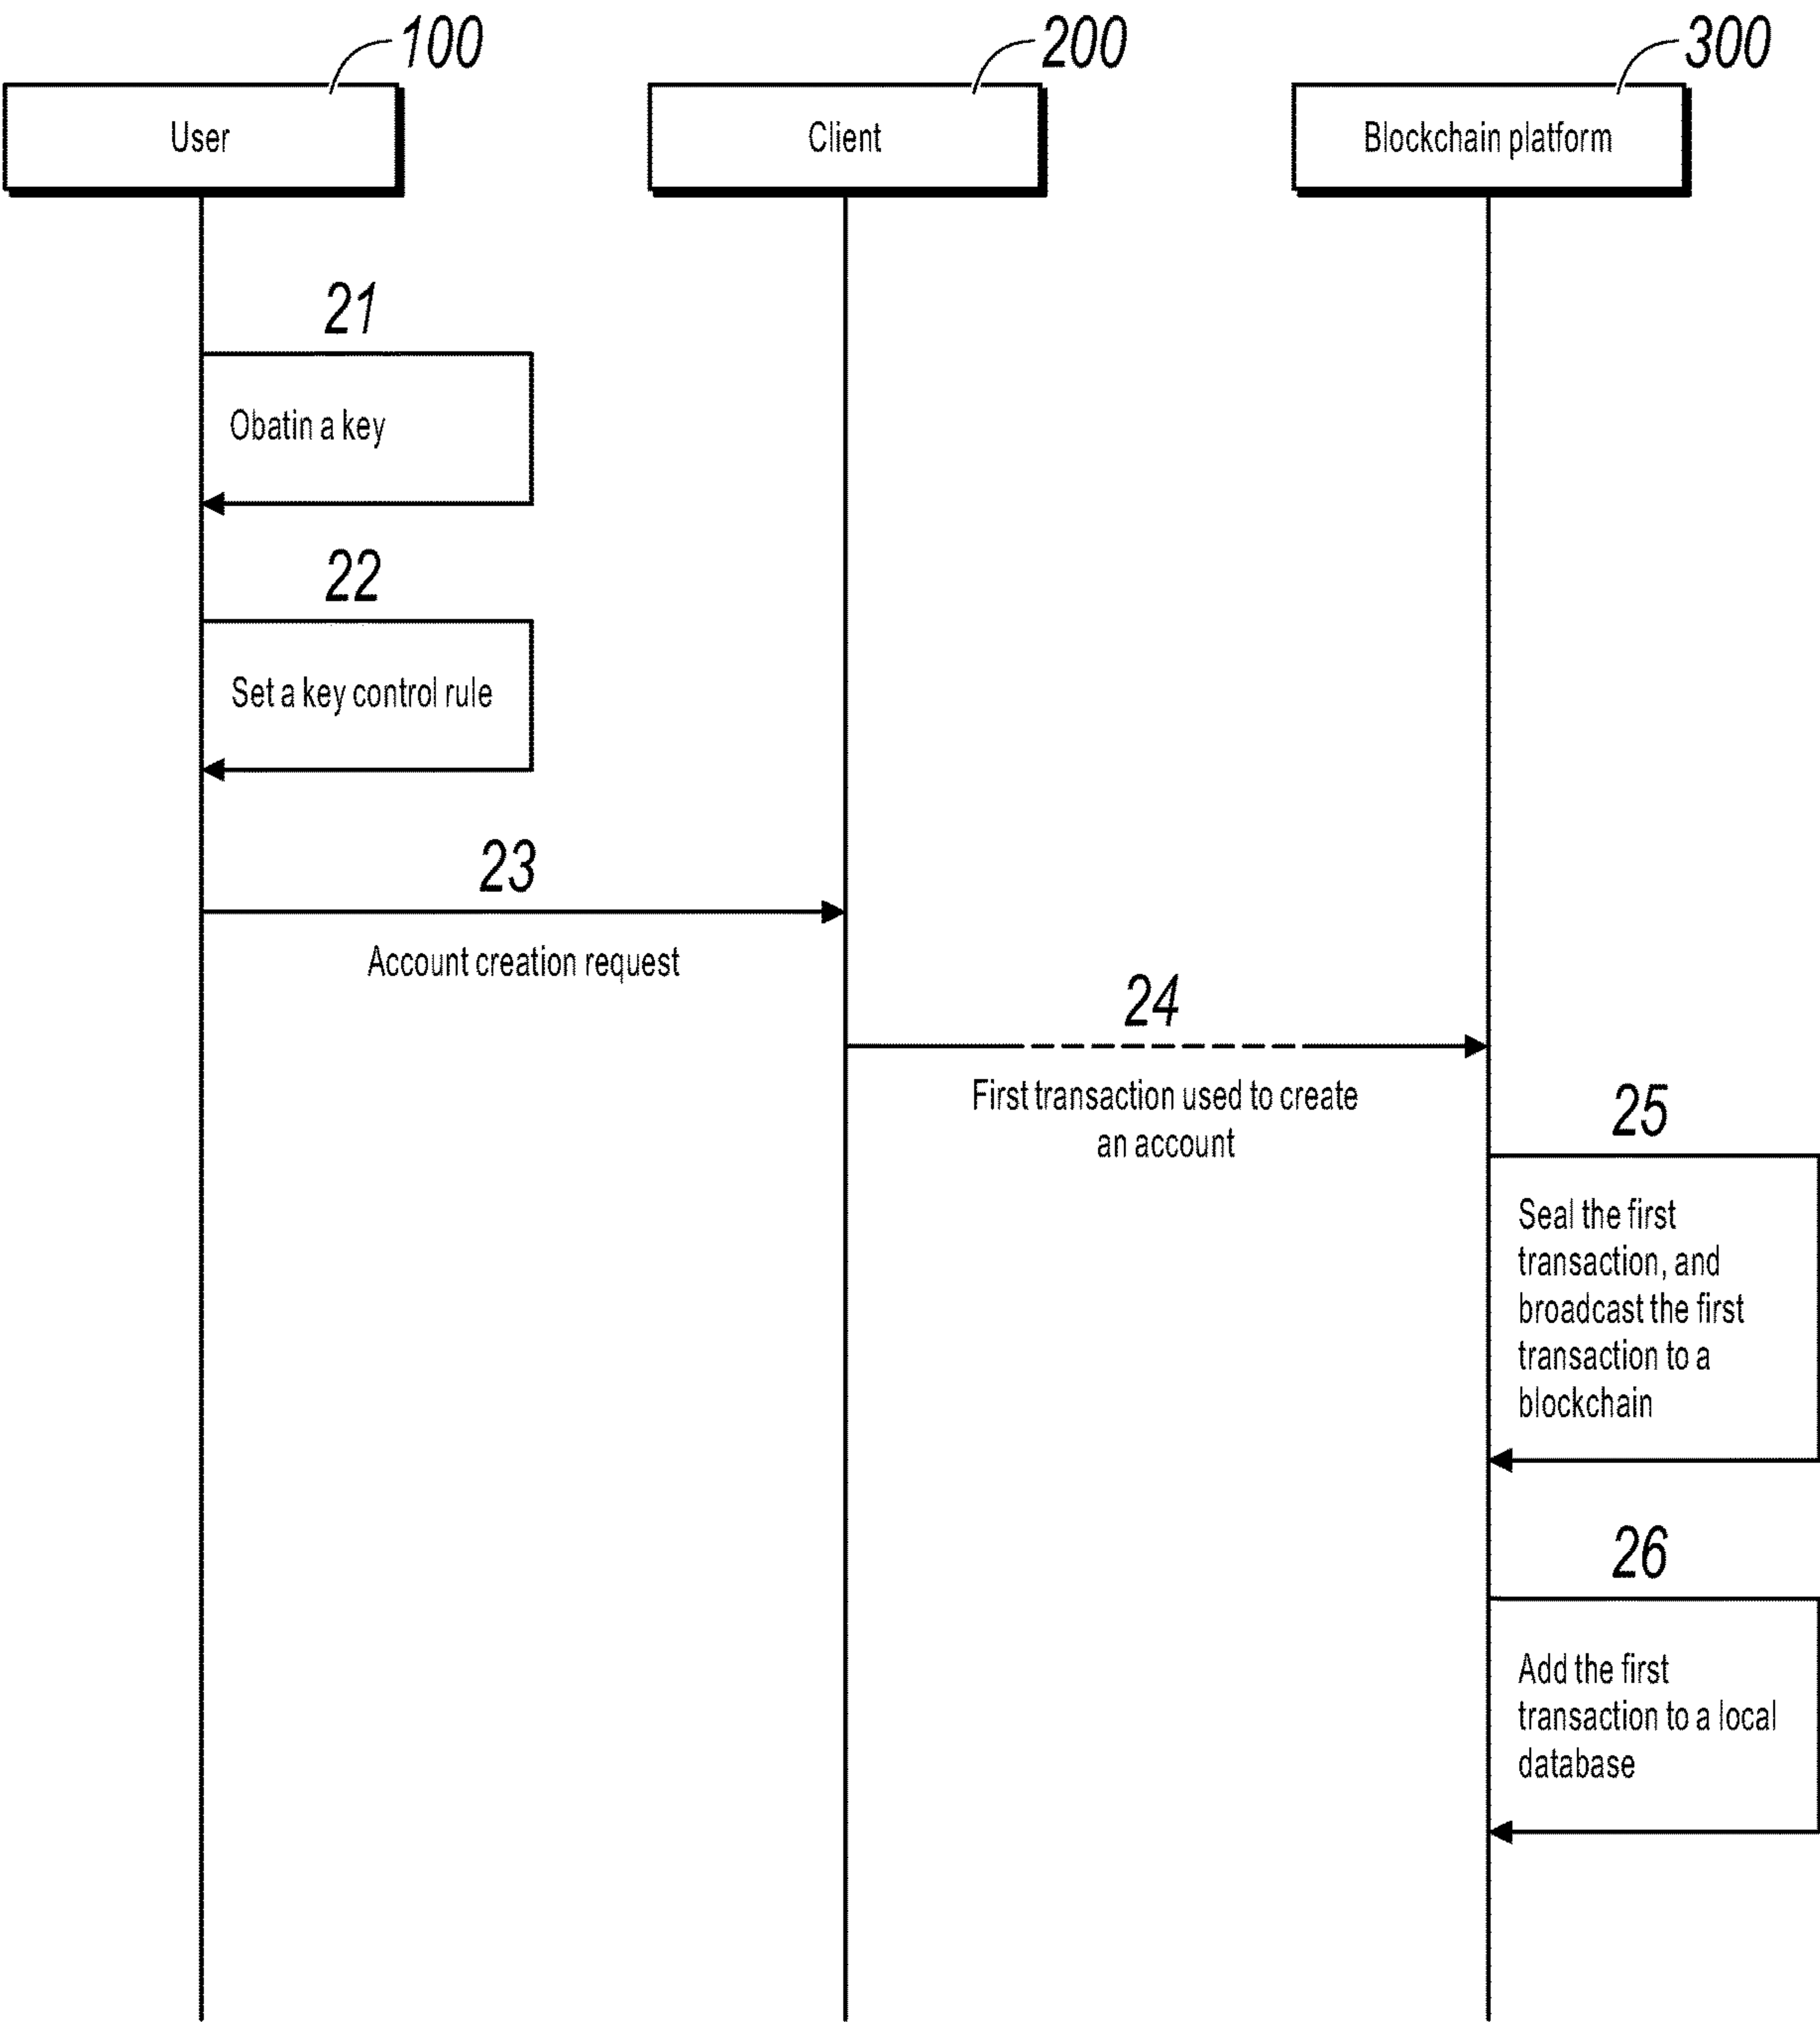 100
200
300
User
Client
Blockchain platform
21
Obatin a key
22
Set a key control rule
23
Account creation request
24
First transaction used to create
an account
25
Seal the first
transaction, and
broadcast the first
transaction to a
blockchain
26
Add the first
transaction to a local
database